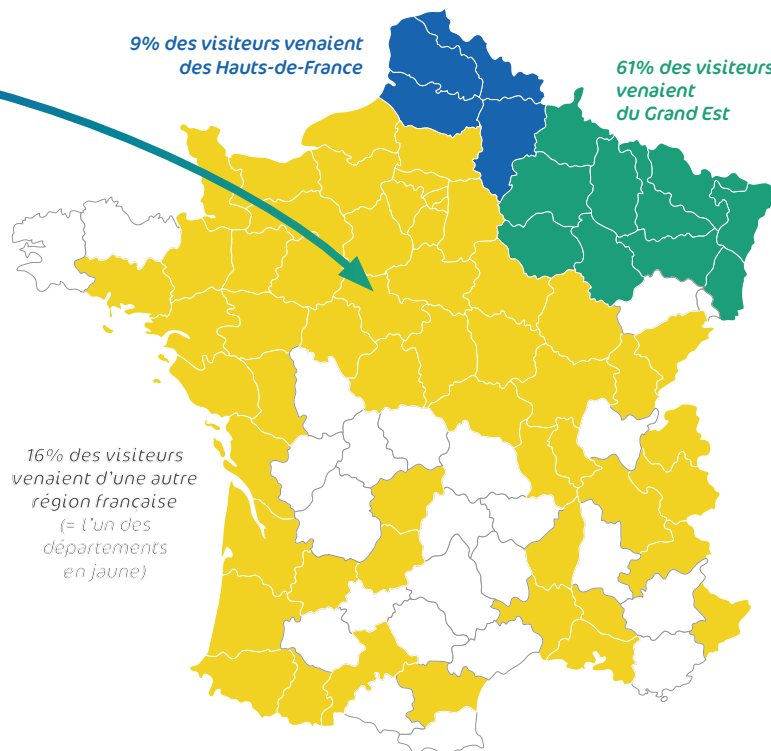 9% des visiteurs venaient
des Hauts-de-France
61% des visiteurs
venaient
du Grand Est
16% des visiteurs
venaient d'une autre
région française
(= l'un des
départements
en jaune)